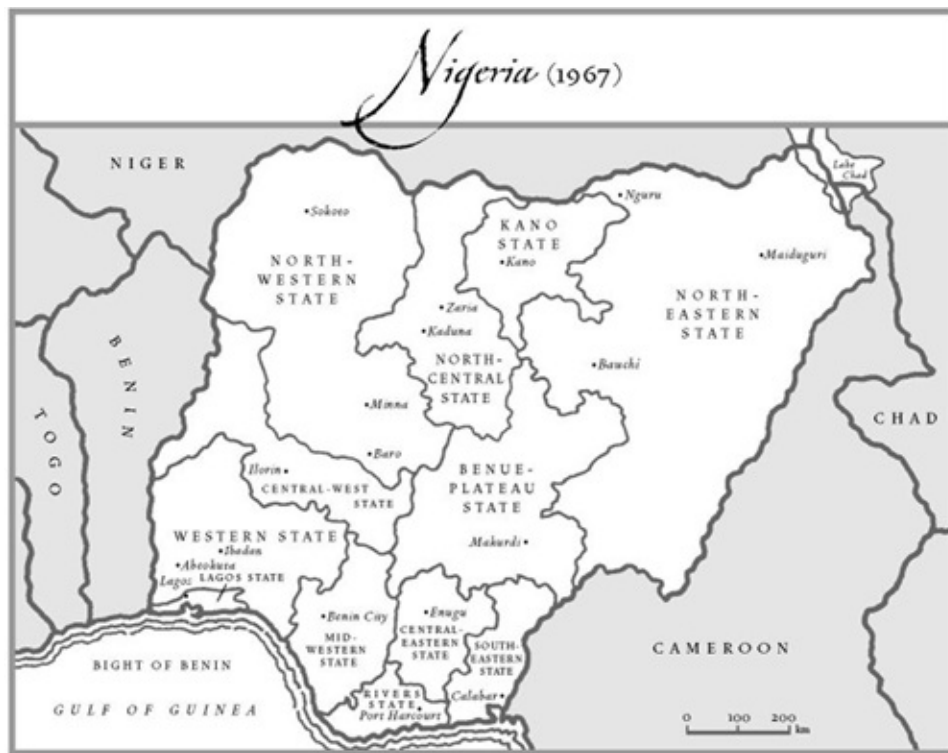 Nigeria (1967)
NIGER
Lake
Chad
Nguru
Sokoto
KANO
STATE
Kano
Maiduguri
NORTH-
WESTERN
STATE
NORTH-
EASTERN
STATE
Zaria
Kaduna
BENIN
NORTH-
CENTRAL
STATE
Bauchi
TOGO
Minna
CHAD
Baro
Ilorin
CENTRAL-WEST
STATE
BENUE-
PLATEAU
STATE
WESTERN STATE
Ibadan
Makurdi
Abeokuta
Lagos
LAGOS STATE
Benin City
MID-
WESTERN
STATE
Enugu
CENTRAL-
EASTERN
STATE
SOUTH-
EASTERN
STATE
CAMEROON
BIGHT OF BENIN
RIVERS
STATE
Port Harcourt
Calabar
GULF OF GUINEA
0 100 200
km